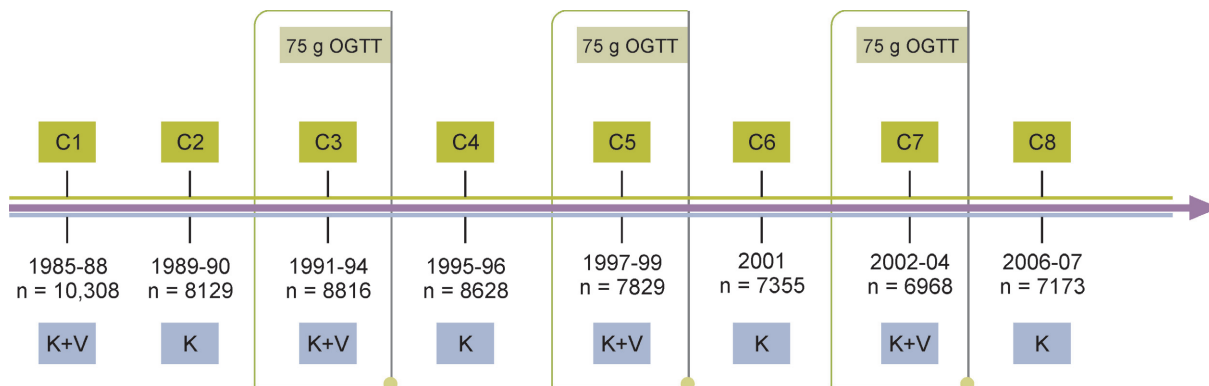 75 g OGTT
75 g OGTT
75 g OGTT
C1
C2
C3
C4
C5
C6
C7
C8
1985-88
n = 10,308
1989-90
n = 8129
1991-94
n = 8816
1995-96
n = 8628
1997-99
n = 7829
2001
n = 7355
2002-04
n = 6968
2006-07
n = 7173
K+V
K
K+V
K
K+V
K
K+V
K